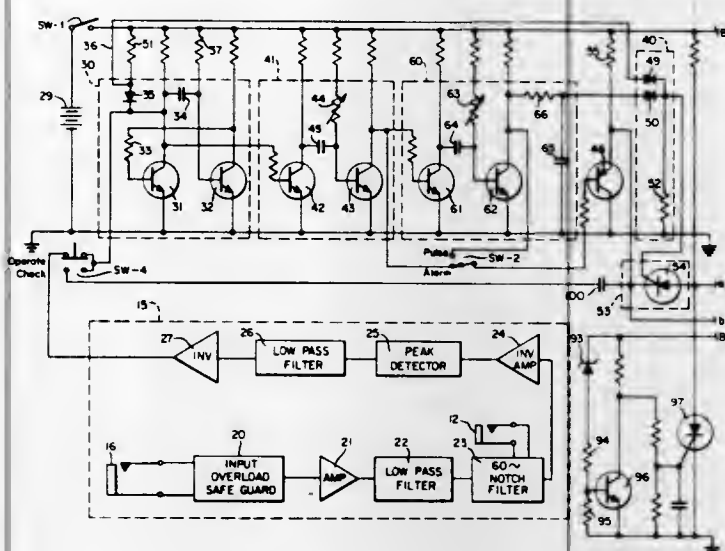 SW-1
36
51
37
41
60
55
40
49
30
35
34
44
63
66
50
29
45
64
65
46
33
52
31
32
42
43
61
62
Operate
Check
SW-4
Pulse
Alarm
SW-2
54
100
53
a
b
15
27
INV
26
LOW PASS
FILTER
25
PEAK
DETECTOR
24
INV
AMP
93
97
12
16
20
INPUT
OVERLOAD
SAFE GUARD
21
AMP
22
LOW PASS
FILTER
23
60~
NOTCH
FILTER
94
95
96